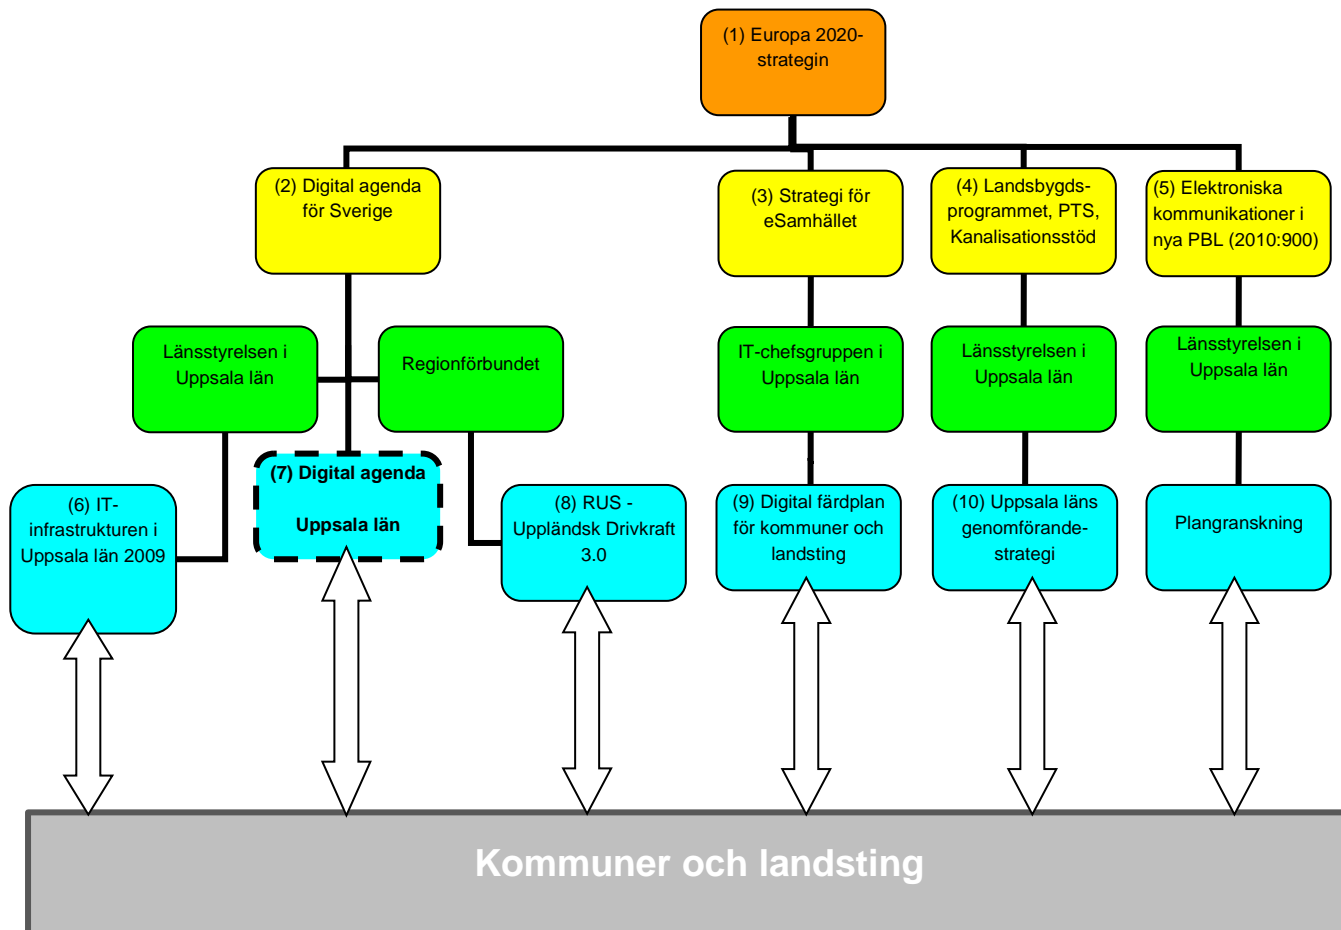 (1) Europa 2020-
strategin
(2) Digital agenda
för Sverige
(3) Strategi för
eSamhället
(4) Landsbygds-
programmet, PTS,
Kanalisationsstöd
(5) Elektroniska
kommunikationer i
nya PBL (2010:900)
Länsstyrelsen i
Uppsala län
Regionförbundet
IT-chefsgruppen i
Uppsala län
Länsstyrelsen i
Uppsala län
Länsstyrelsen i
Uppsala län
(6) IT-
infrastrukturen i
Uppsala län 2009
(7) Digital agenda
Uppsala län
(8) RUS -
Uppländsk Drivkraft
3.0
(9) Digital färdplan
för kommuner och
landsting
(10) Uppsala läns
genomförande-
strategi
Plangranskning
Kommuner och landsting